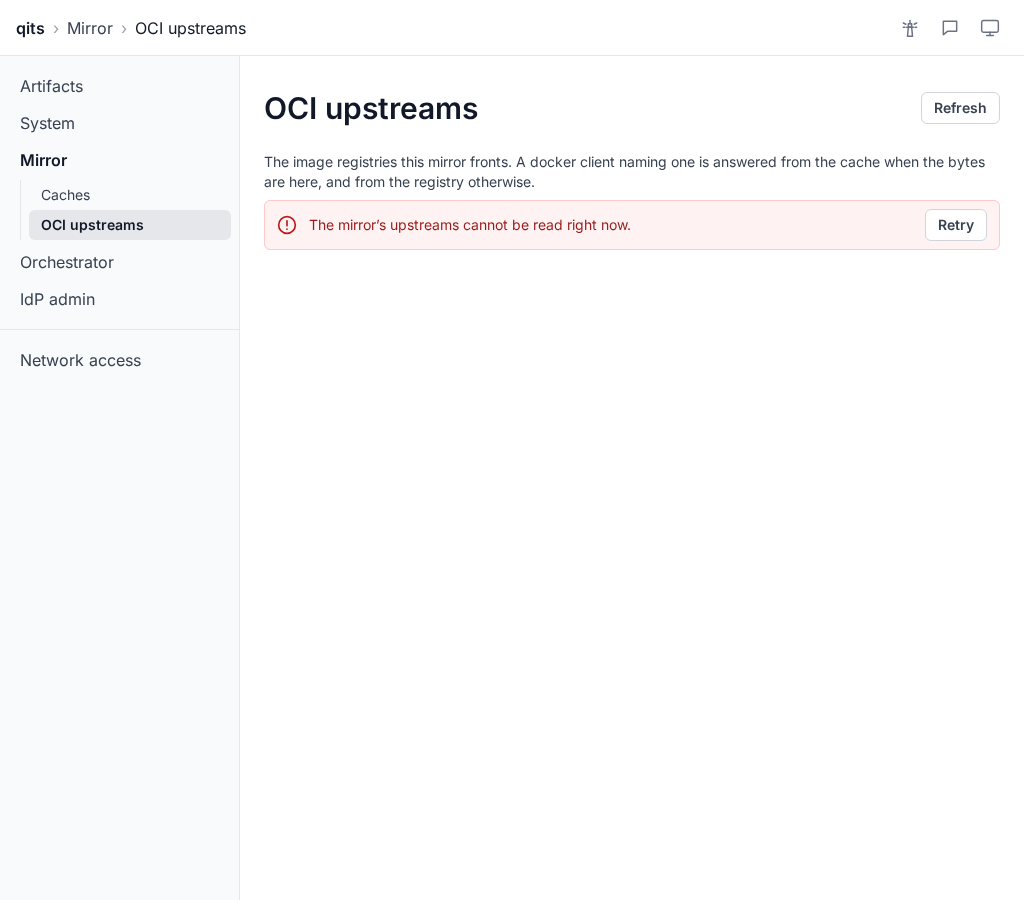 qits › Mirror › OCI upstreams
Artifacts
System
Mirror
Caches
OCI upstreams
Orchestrator
IdP admin
Network access
OCI upstreams
Refresh
The image registries this mirror fronts. A docker client naming one is answered from the cache when the bytes
are here, and from the registry otherwise.
The mirror’s upstreams cannot be read right now.
Retry